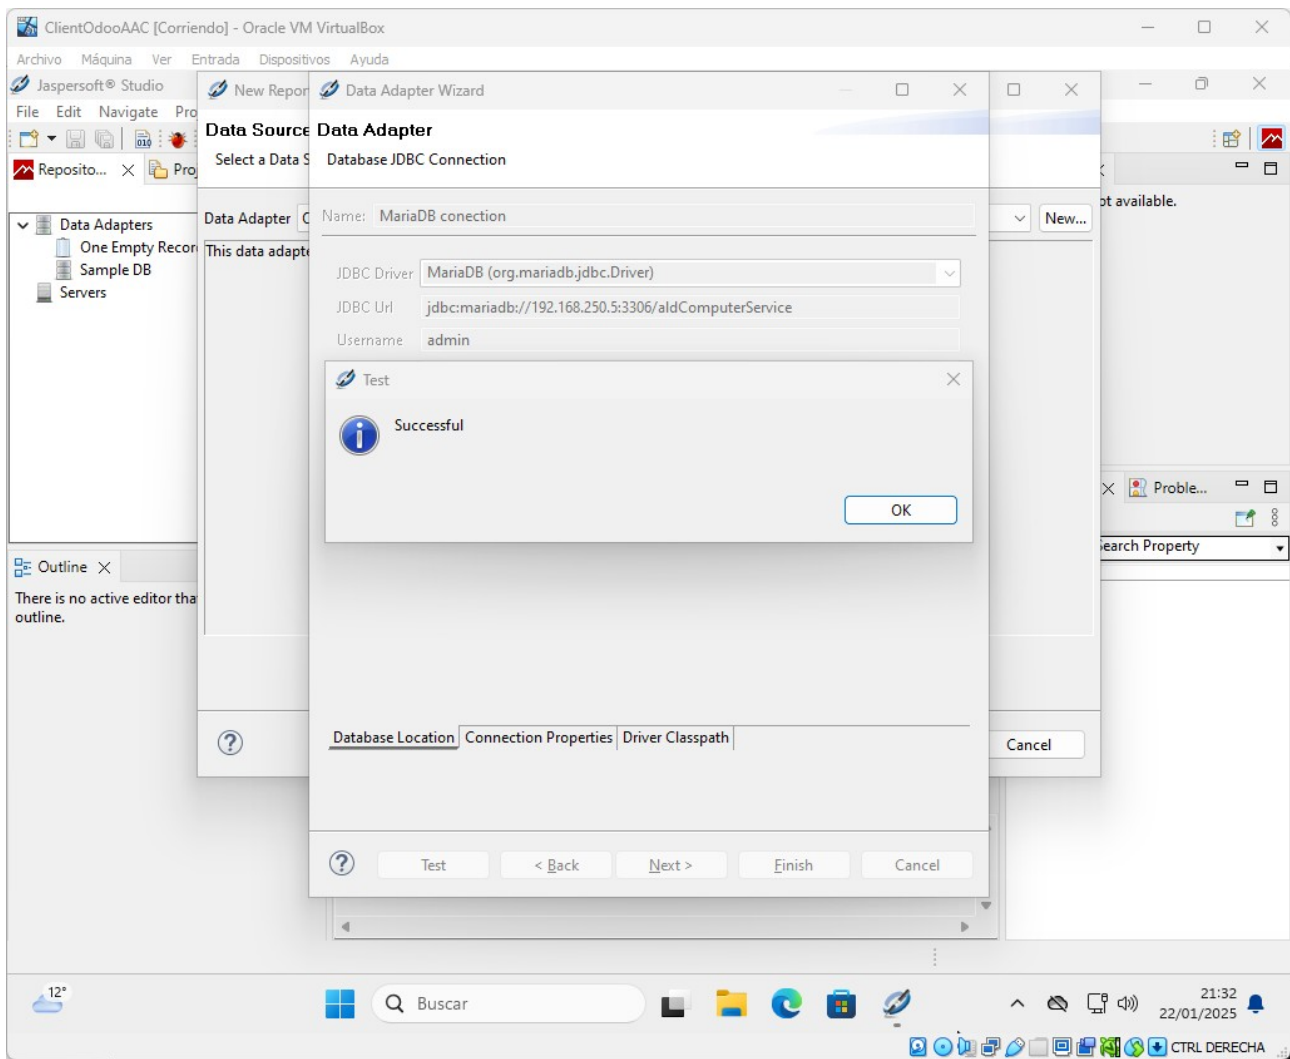 ClientOdooAAC [Corriendo] - Oracle VM VirtualBox
Archivo Máquina Ver Entrada Dispositivos Ayuda
Jaspersoft® Studio
New Repor
Data Adapter Wizard
File Edit Navigate Pro
Data Source
Data Adapter
Select a Data S
Database JDBC Connection
Reposito...
Proj
Data Adapter
Name: MariaDB conection
New...
ot available.
Data Adapters
One Empty Recor
Sample DB
Servers
This data adapte
JDBC Driver MariaDB (org.mariadb.jdbc.Driver)
JDBC Url jdbc:mariadb://192.168.250.5:3306/aldComputerService
Username admin
Test
Successful
OK
Proble...
Search Property
Outline
There is no active editor tha
outline.
Database Location Connection Properties Driver Classpath
Cancel
Test < Back Next > Finish Cancel
12°
Buscar
21:32
22/01/2025
CTRL DERECHA